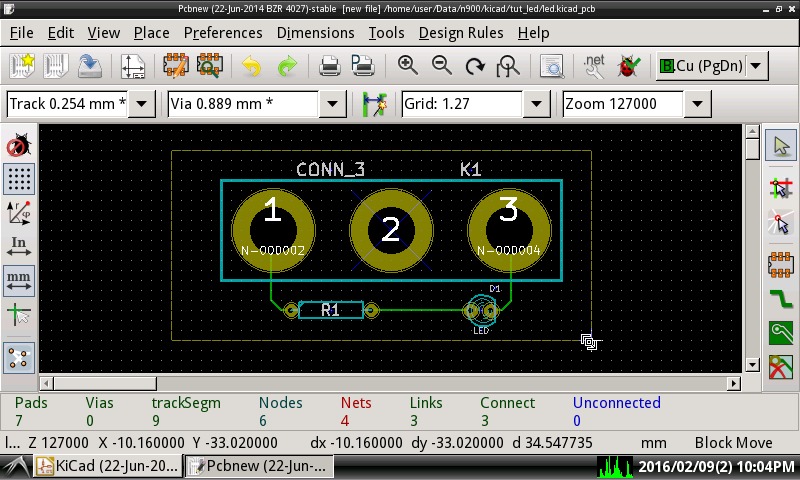 Pcbnew (22-Jun-2014 BZR 4027)-stable [new file] /home/user/Data/n900/kicad/tut_led/led.kicad_pcb
File Edit View Place Preferences Dimensions Tools Design Rules Help
.net B.Cu (PgDn)
Track 0.254 mm * Via 0.889 mm * Grid: 1.27 Zoom 127000
CONN_3 K1
1 2 3
N-000002 N-000004
In
mm
D1
R1
LED
Pads Vias trackSegm Nodes Nets Links Connect Unconnected
7 0 9 6 4 3 3 0
l... Z 127000 X -10.160000 Y -33.020000 dx -10.160000 dy -33.020000 d 34.547735 mm Block Move
KiCad (22-Jun-20... Pcbnew (22-Jun-... 2016/02/09(2) 10:04PM